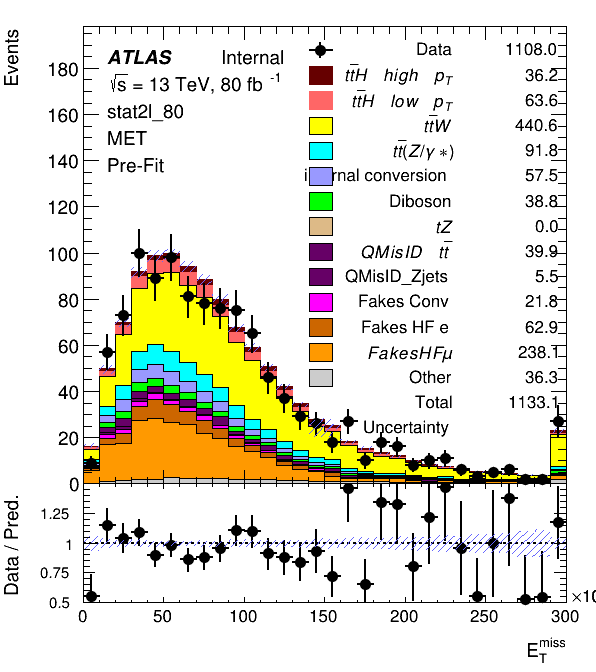 Events
ATLAS Internal
√s = 13 TeV, 80 fb -1
stat2l_80
MET
Pre-Fit
Data 1108.0
tt̄H high pT 36.2
tt̄H low pT 63.6
tt̄W 440.6
tt̄(Z/γ*) 91.8
rnal conversion 57.5
Diboson 38.8
tZ 0.0
QMisID tt̄ 39.9
QMisID_Zjets 5.5
Fakes Conv 21.8
Fakes HF e 62.9
FakesHFμ 238.1
Other 36.3
Total 1133.1
Uncertainty
180
160
140
120
100
80
60
40
20
0
Data / Pred.
1.25
1
0.75
0.5
0 50 100 150 200 250 300
×10
E_T^miss